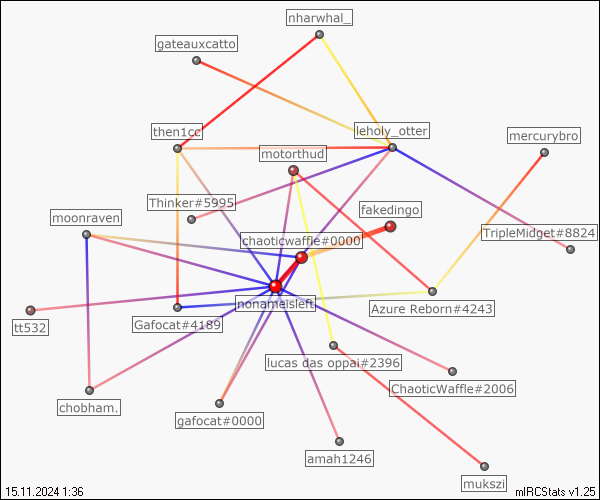 nharwhal_
gateauxcatto
then1cc
leholy_otter
mercurybro
motorthud
Thinker#5995
fakedingo
moonraven
TripleMidget#8824
chaoticwaffle#0000
nonameisleft
Azure Reborn#4243
Gafocat#4189
tt532
lucas das oppai#2396
ChaoticWaffle#2006
chobham.
gafocat#0000
amah1246
mukszi
15.11.2024 1:36
mIRCStats v1.25